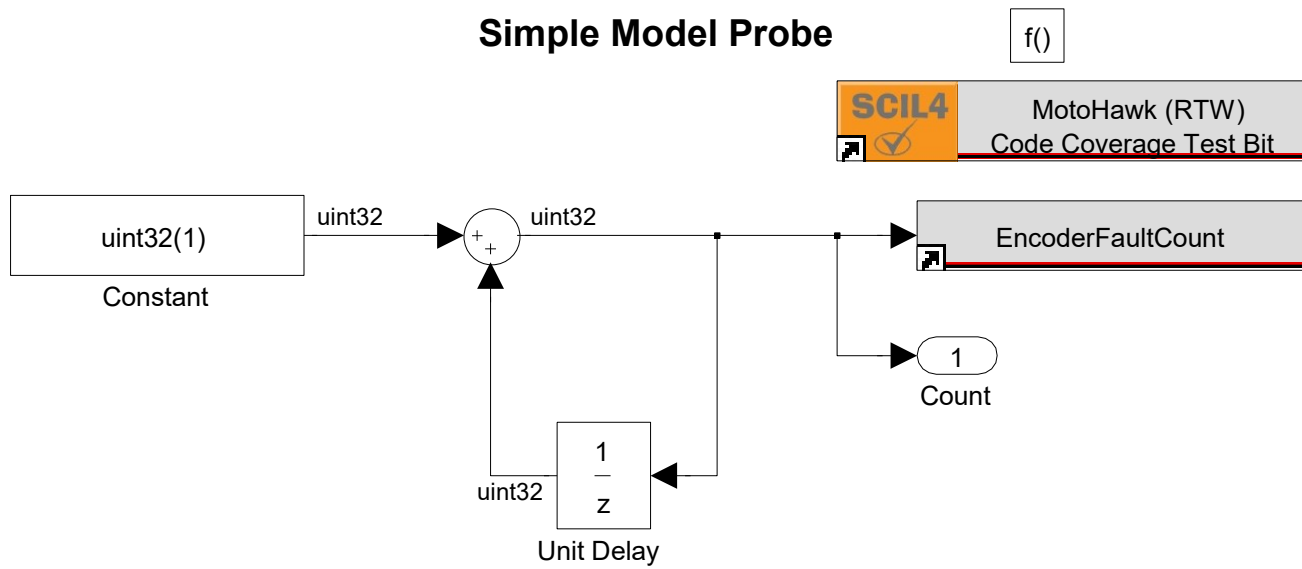 Simple Model Probe
f()
SCIL4
MotoHawk (RTW)
Code Coverage Test Bit
uint32(1)
uint32
+
+
uint32
EncoderFaultCount
Constant
1
Count
uint32
1
z
Unit Delay